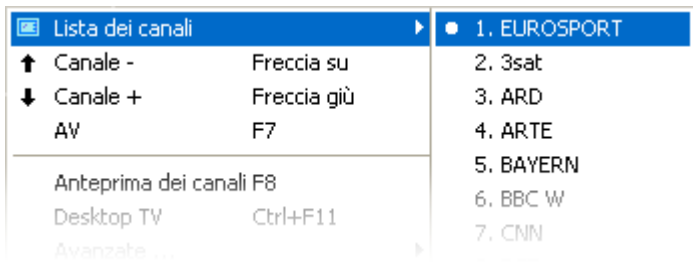 Lista dei canali
Canale - Freccia su
Canale + Freccia giù
AV F7
Anteprima dei canali F8
Desktop TV Ctrl+F11
Avanzate ...
1. EUROSPORT
2. 3sat
3. ARD
4. ARTE
5. BAYERN
6. BBC W
7. CNN